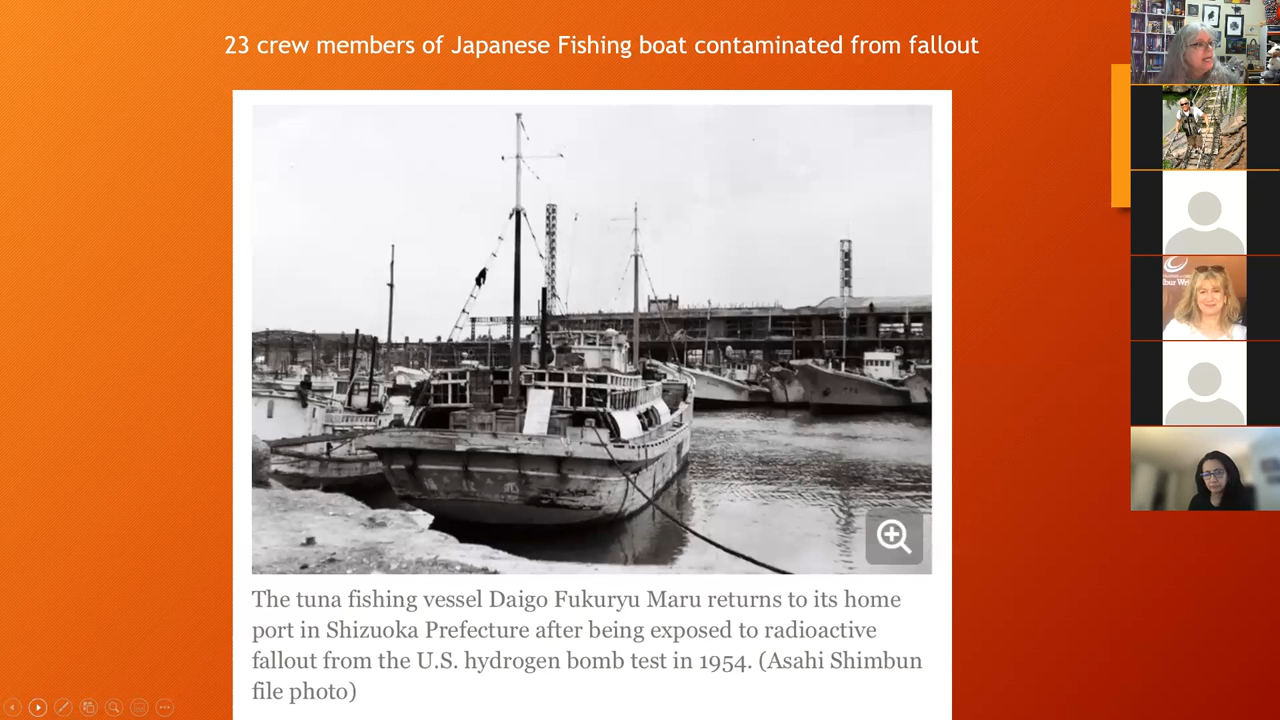 23 crew members of Japanese Fishing boat contaminated from fallout
The tuna fishing vessel Daigo Fukuryu Maru returns to its home
port in Shizuoka Prefecture after being exposed to radioactive
fallout from the U.S. hydrogen bomb test in 1954. (Asahi Shimbun
file photo)